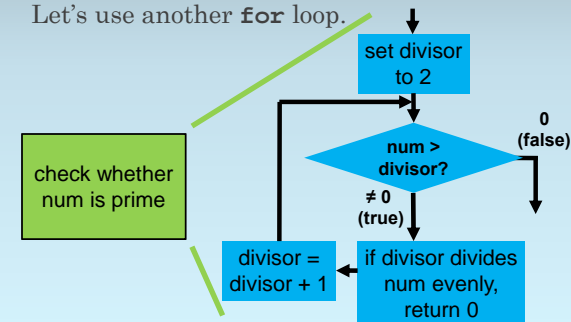 Let's use another for loop.
set divisor
to 2
num >
divisor?
0
(false)
check whether
num is prime
≠ 0
(true)
divisor =
divisor + 1
if divisor divides
num evenly,
return 0